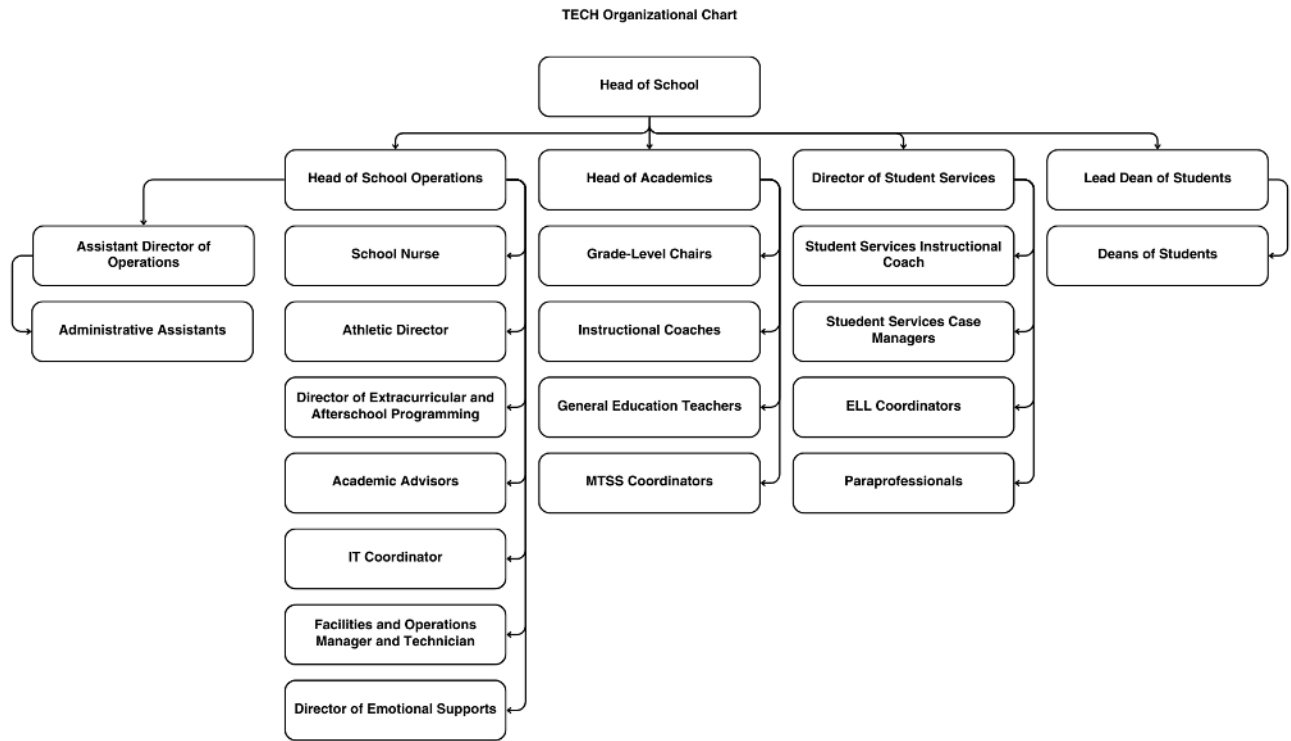 TECH Organizational Chart
Head of School
Head of School Operations
Head of Academics
Director of Student Services
Lead Dean of Students
Assistant Director of
Operations
School Nurse
Grade-Level Chairs
Student Services Instructional
Coach
Deans of Students
Administrative Assistants
Athletic Director
Instructional Coaches
Stuedent Services Case
Managers
Director of Extracurricular and
Afterschool Programming
General Education Teachers
ELL Coordinators
Academic Advisors
MTSS Coordinators
Paraprofessionals
IT Coordinator
Facilities and Operations
Manager and Technician
Director of Emotional Supports